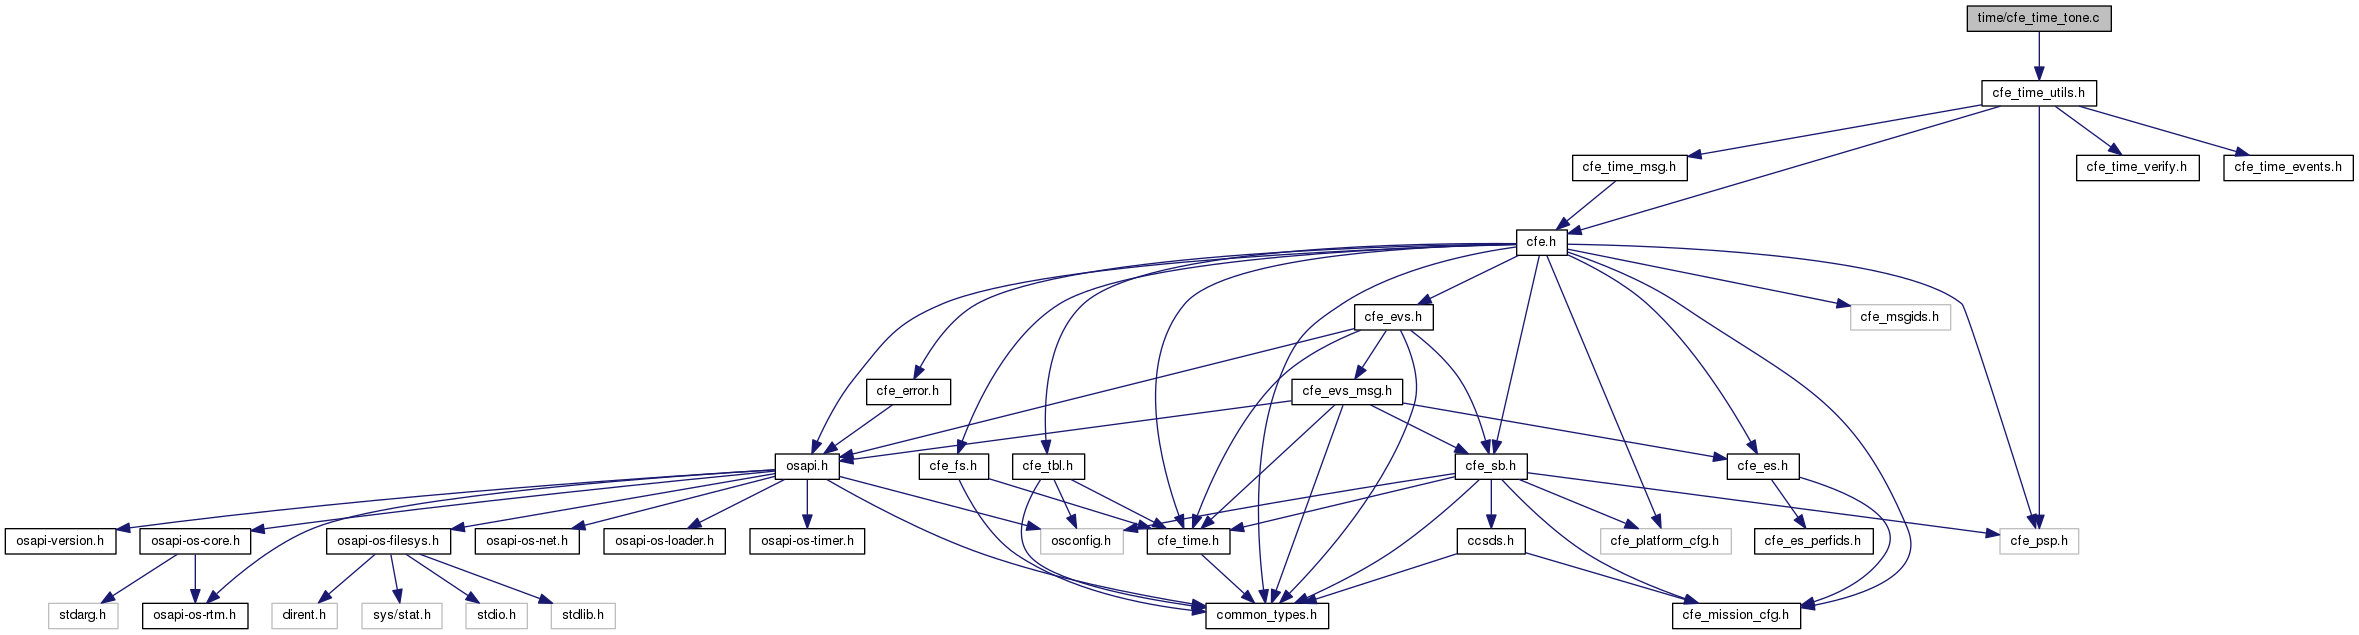 time/cfe_time_tone.c
cfe_time_utils.h
cfe_time_msg.h
cfe_time_verify.h
cfe_time_events.h
cfe.h
cfe_evs.h
cfe_msgids.h
cfe_error.h
cfe_evs_msg.h
osapi.h
cfe_fs.h
cfe_tbl.h
cfe_sb.h
cfe_es.h
osapi-version.h
osapi-os-core.h
osapi-os-filesys.h
osapi-os-net.h
osapi-os-loader.h
osapi-os-timer.h
osconfig.h
cfe_time.h
ccsds.h
cfe_platform_cfg.h
cfe_es_perfids.h
cfe_psp.h
stdarg.h
osapi-os-rtm.h
dirent.h
sys/stat.h
stdio.h
stdlib.h
common_types.h
cfe_mission_cfg.h